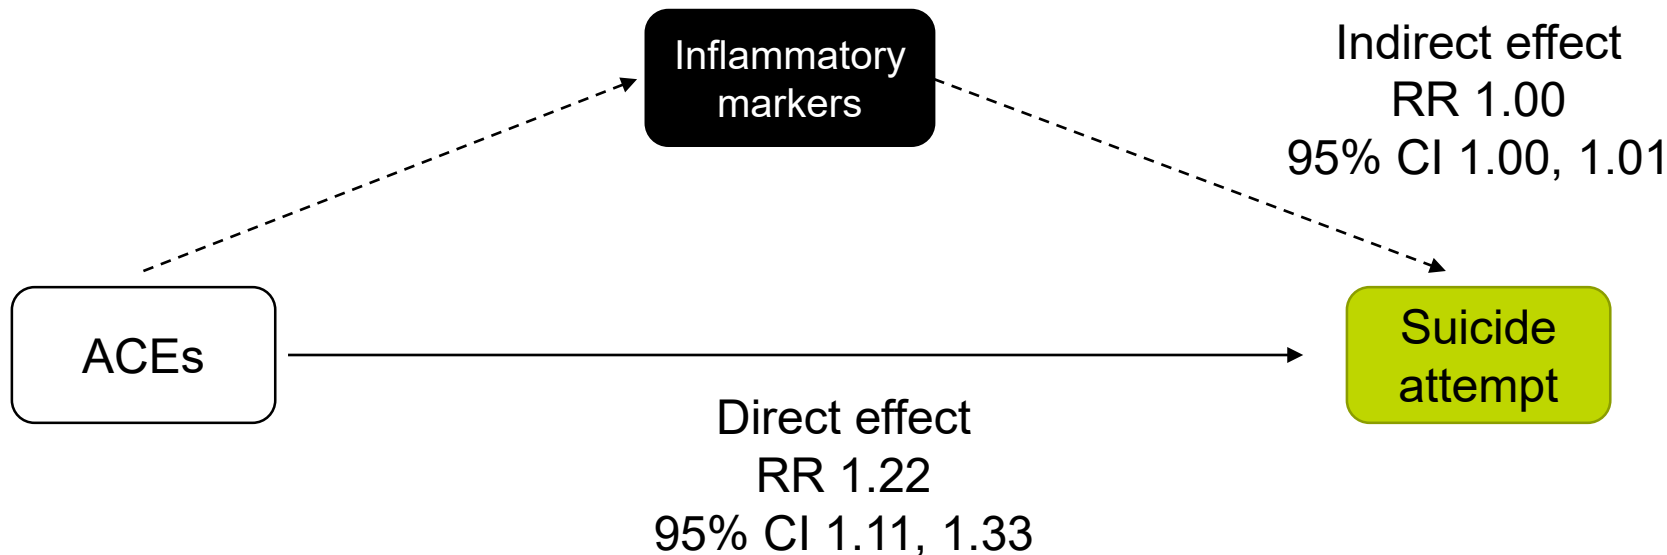 Inflammatory
markers
Indirect effect
RR 1.00
95% CI 1.00, 1.01
ACEs
Suicide
attempt
Direct effect
RR 1.22
95% CI 1.11, 1.33